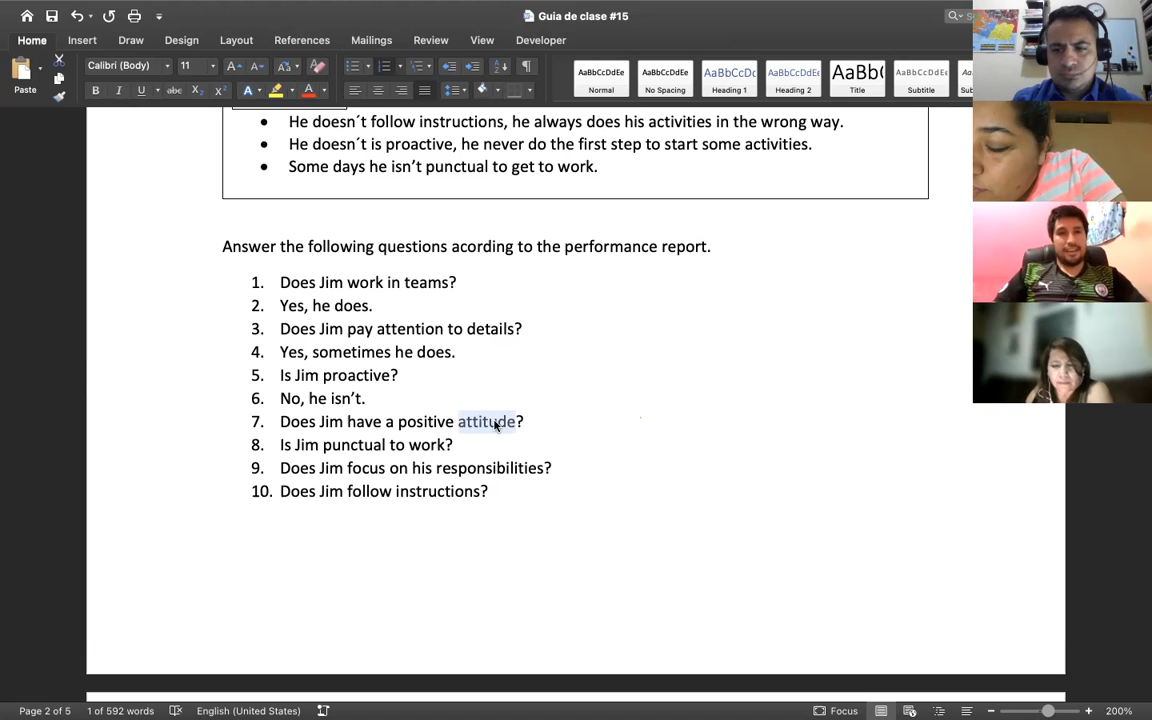 Guia de clase #15
Home Insert Draw Design Layout References Mailings Review View Developer
Paste
Calibri (Body) 11
AaBbCcDdEe Normal
AaBbCcDdEe No Spacing
AaBbCcDc Heading 1
AaBbCcDdEe Heading 2
AaBb( Title
AaBbCcDdEe Subtitle
• He doesn´t follow instructions, he always does his activities in the wrong way.
• He doesn´t is proactive, he never do the first step to start some activities.
• Some days he isn’t punctual to get to work.
Answer the following questions acording to the performance report.
1. Does Jim work in teams?
2. Yes, he does.
3. Does Jim pay attention to details?
4. Yes, sometimes he does.
5. Is Jim proactive?
6. No, he isn’t.
7. Does Jim have a positive attitude?
8. Is Jim punctual to work?
9. Does Jim focus on his responsibilities?
10. Does Jim follow instructions?
Page 2 of 5 1 of 592 words English (United States) Focus 200%